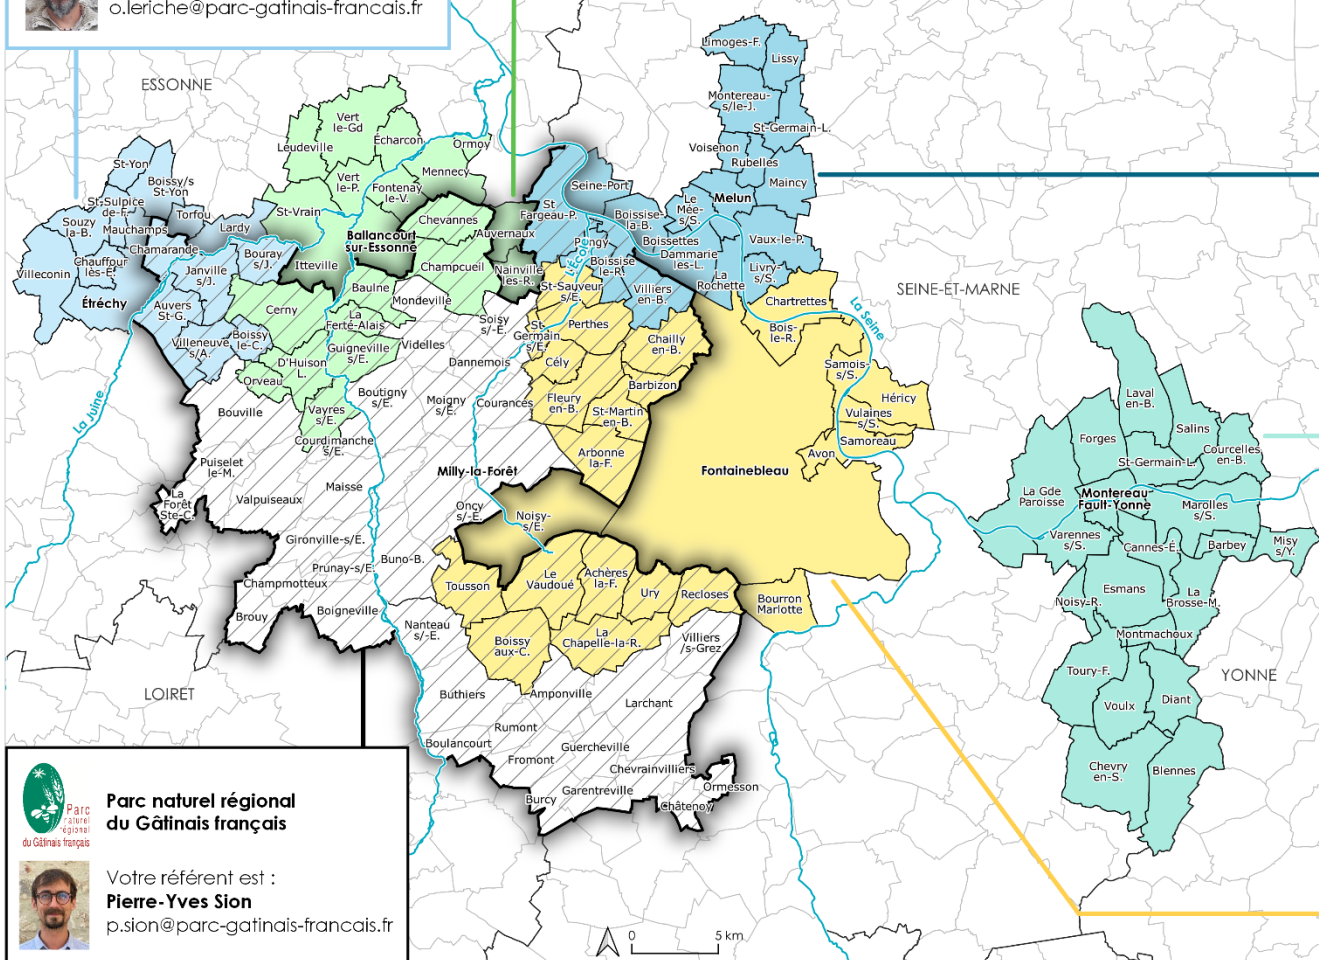 o.leriche@parc-gatinais-francais.fr
ESSONNE
St-Yon
Boissy/s
St-Yon
St-Sulpice
de-F.
Souzy
la-B.
Mauchamps
Torfou
Lardy
Chamarande
Chauffour
lès-E.
Villeconin
Étréchy
Janville
s/J.
Bouray
s/J.
Auvers
St-G.
Villeneuve
s/A.
Boissy
le-C.
La Juine
Vert
le-Gd
Leudeville
Écharcon
Ormoy
Vert
le-P.
Mennecy
Fontenay
le-V.
St-Vrain
Chevannes
Ballancourt
sur-Essonne
Auvernaux
Itteville
Champcueil
Nainville
les-R.
Baulne
Mondeville
Cerny
La
Ferté-Alais
Guigneville
s/E.
D'Huison
L.
Orveau
Vayres
s/E.
Videlles
Soisy
s/-E.
Dannemois
Boutigny
s/E.
Moigny
s/E.
Courances
Bouville
Courdimanche
s/E.
Puiselet
le-M.
Milly-la-Forêt
Maisse
Valpuiseaux
La
Forêt
Ste-C.
Oncy
s/-E.
Gironville-s/E.
Buno-B.
Prunay-s/E.
Champmotteux
Brouy
Boigneville
Nanteau
s/-E.
LOIRET
Limoges-F.
Lissy
Montereau-
s/le-J.
St-Germain-L.
Voisenon
Rubelles
Maincy
Seine-Port
St
Fargeau-P.
Le
Mée-
s/S.
Melun
Boissise-
la-B.
Boissettes
Vaux-le-P.
Pringy
Dammarie
les-L.
Boissise
le-R.
Livry-
s/S.
La
Rochette
Villiers
en-B.
L'École
St-Sauveur
s/E.
Perthes
St-
Germain
s/E.
Chailly
en-B.
Cély
Barbizon
Fleury
en-B.
St-Martin
en-B.
Arbonne
la-F.
Noisy-
s/E.
Chartrettes
Bois-
le-R.
La Seine
Samois-
s/S.
Héricy
Vulaines
s/S.
Samoreau
Avon
Fontainebleau
Tousson
Le
Vaudoué
Achères
la-F.
Ury
Recloses
Bourron
Marlotte
Boissy
aux-C.
La
Chapelle-la-R.
Villiers
/s-Grez
Buthiers
Amponville
Larchant
Rumont
Boulancourt
Fromont
Guercheville
Chevrainvilliers
Garentreville
Burcy
Ormesson
Châtenoy
SEINE-ET-MARNE
Laval
en-B.
Forges
Salins
St-Germain-L.
Courcelles
en-B.
La Gde
Paroisse
Montereau
Fault-Yonne
Marolles
s/S.
Varennes
s/S.
Cannes-É.
Barbey
Misy
s/Y.
Esmans
La
Brosse-M.
Noisy-R.
Montmachoux
Toury-F.
Voulx
Diant
YONNE
Chevry
en-S.
Blennes
Parc
naturel
régional
du Gâtinais français
Parc naturel régional
du Gâtinais français
Votre référent est :
Pierre-Yves Sion
p.sion@parc-gatinais-francais.fr
0 5 km